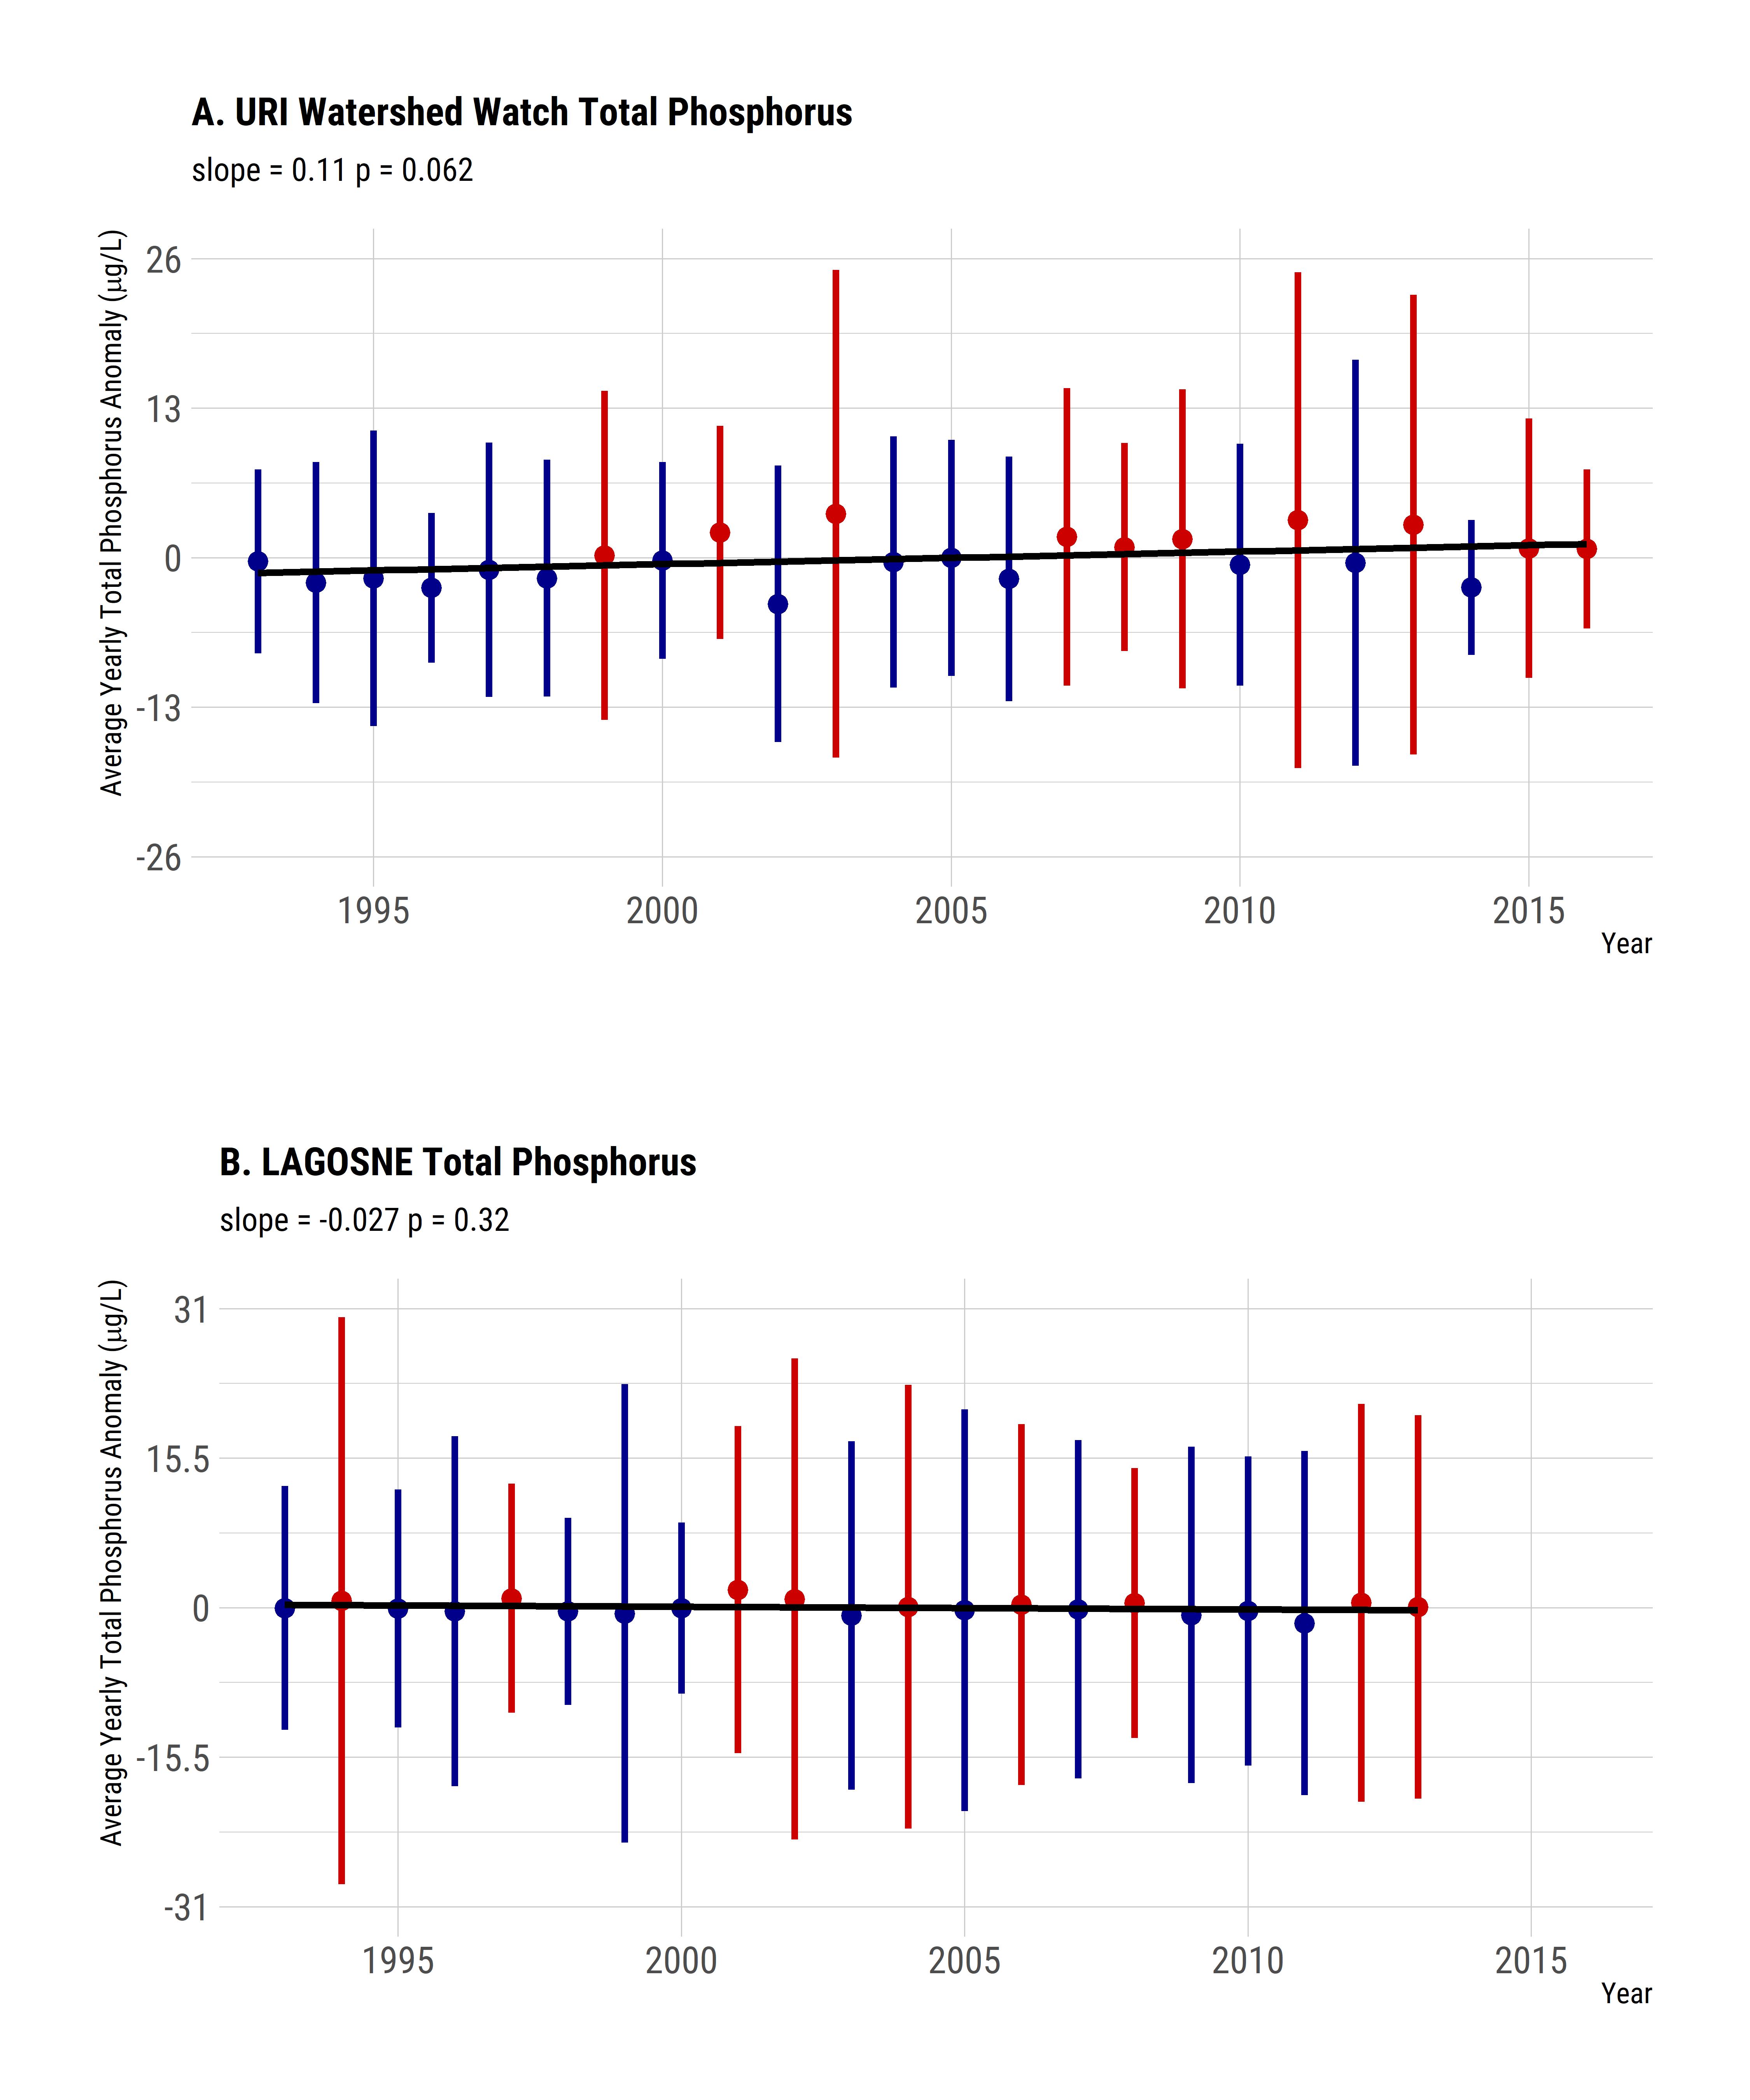 A. URI Watershed Watch Total Phosphorus
slope = 0.11 p = 0.062
Average Yearly Total Phosphorus Anomaly (μg/L)
26
13
0
-13
-26
1995 2000 2005 2010 2015
Year
B. LAGOSNE Total Phosphorus
slope = -0.027 p = 0.32
Average Yearly Total Phosphorus Anomaly (μg/L)
31
15.5
0
-15.5
-31
1995 2000 2005 2010 2015
Year